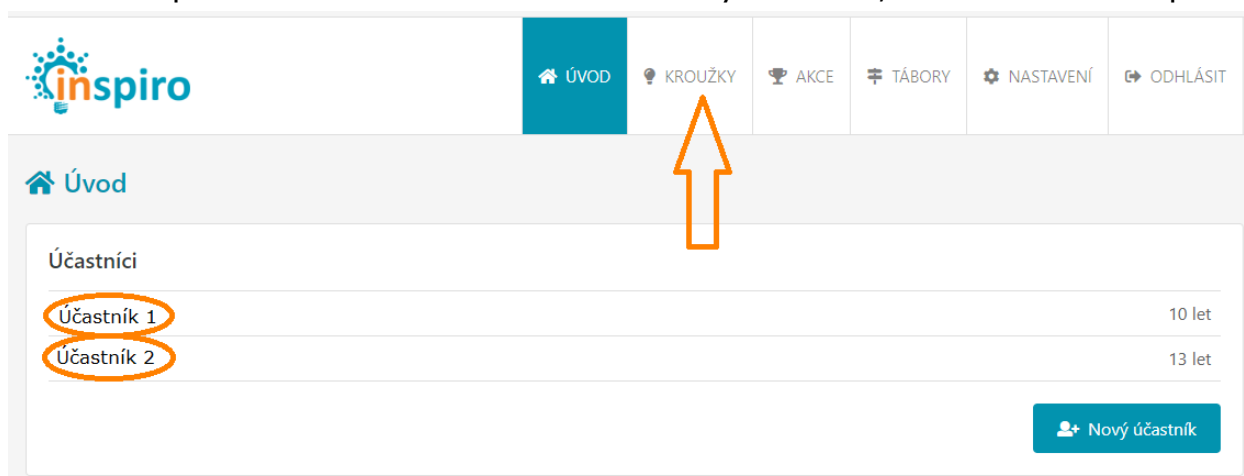 inspiro
ÚVOD
KROUŽKY
AKCE
TÁBORY
NASTAVENÍ
ODHLÁSIT
Úvod
Účastníci
Účastník 1
10 let
Účastník 2
13 let
Nový účastník